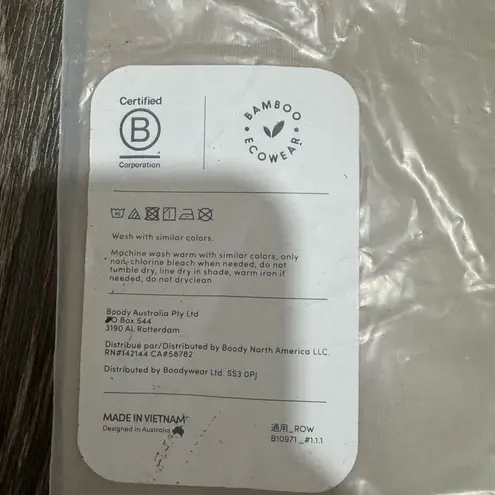 Certified
B
Corporation
BAMBOO
ECOWEAR
Wash with similar colors.
Machine wash warm with similar colors, only
non-chlorine bleach when needed, do not
tumble dry, line dry in shade, warm iron if
needed, do not dryclean
Boody Australia Pty Ltd
PO Box 544
3190 AL Rotterdam
Distribué par/Distributed by Boody North America LLC.
RN#142144 CA#58782
Distributed by Boodywear Ltd. SS3 0PJ
MADE IN VIETNAM
Designed in Australia
通用_ROW
B10971_#1.1.1